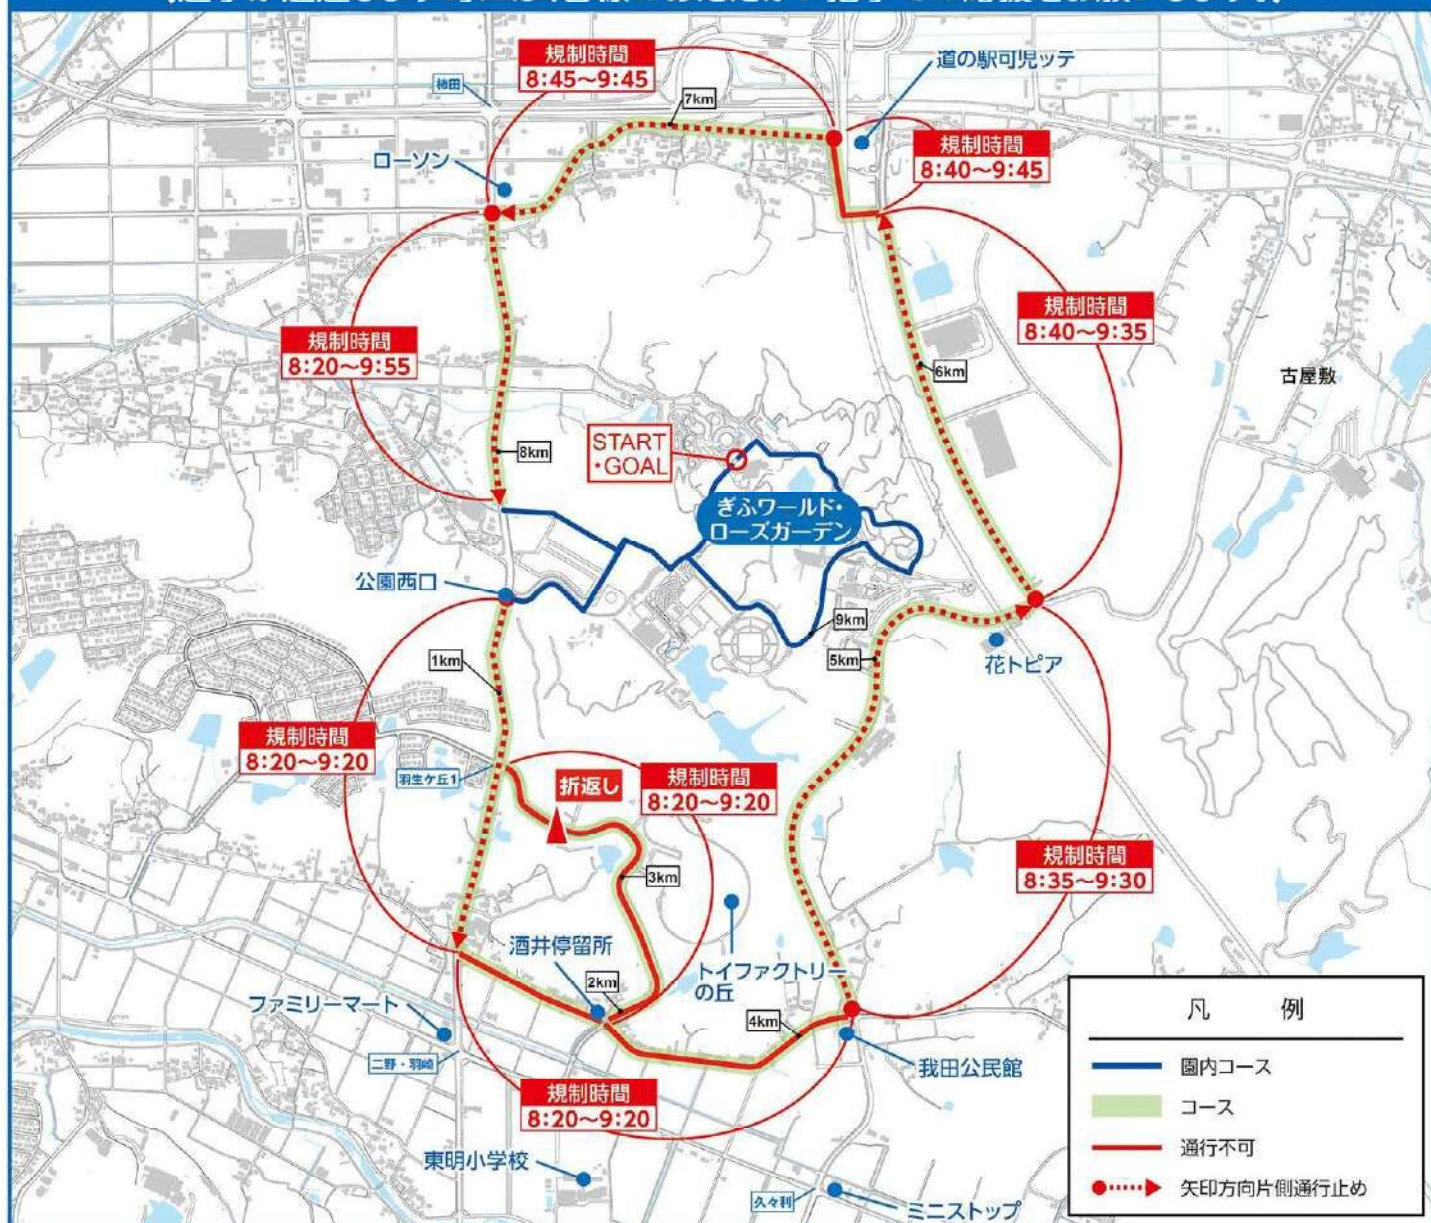 規制時間
8:45～9:45
道の駅可児ッテ
柿田
7km
ローソン
規制時間
8:40～9:45
規制時間
8:40～9:35
規制時間
8:20～9:55
6km
古屋敷
START
・GOAL
8km
ぎふワールド・
ローズガーデン
公園西口
9km
5km
花トピア
1km
規制時間
8:20～9:20
羽生ケ丘1
折返し
規制時間
8:20～9:20
規制時間
8:35～9:30
3km
酒井停留所
トイファクトリー
の丘
2km
ファミリーマート
4km
二野・羽崎
我田公民館
規制時間
8:20～9:20
東明小学校
久々利
ミニストップ
凡例
園内コース
コース
通行不可
矢印方向片側通行止め